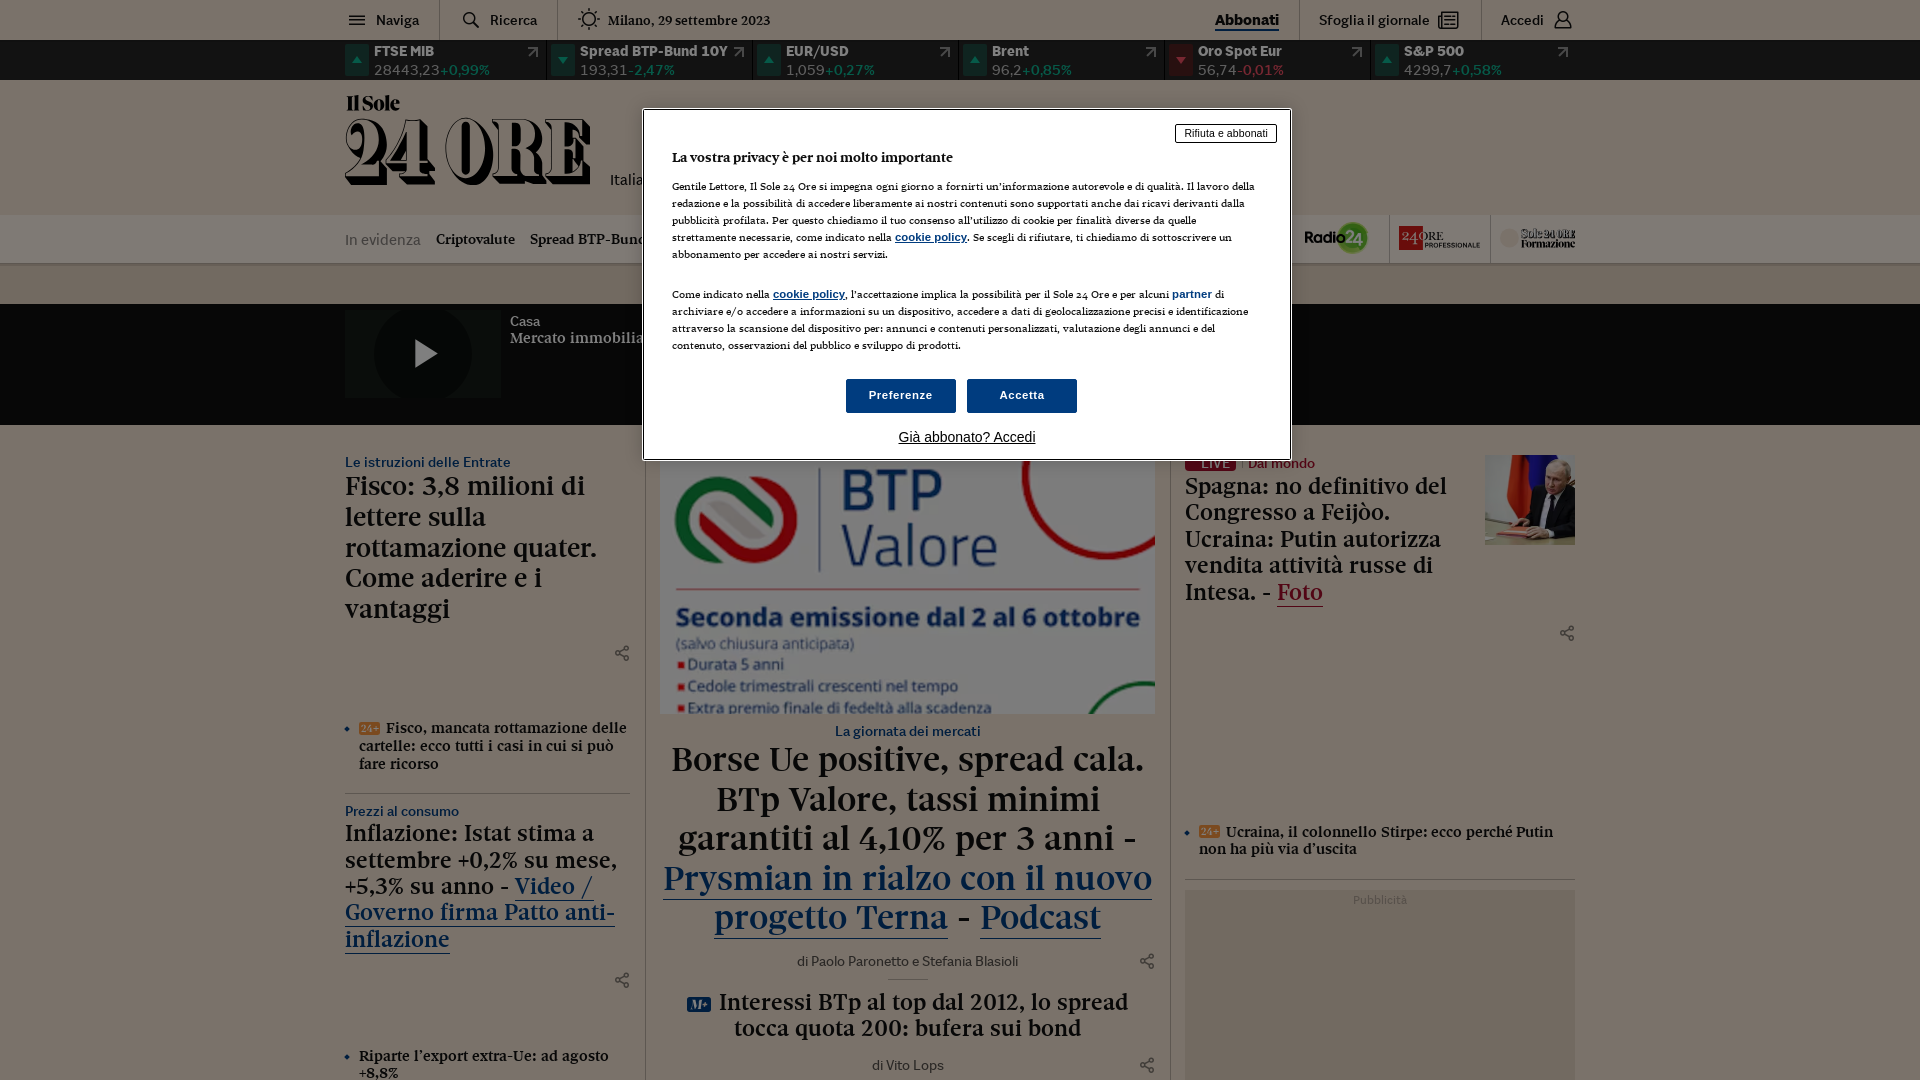 Naviga
Ricerca
Milano, 29 settembre 2023
Abbonati
Sfoglia il giornale
Accedi
FTSE MIB
28443,23+0,99%
Spread BTP-Bund 10Y
193,31-2,47%
EUR/USD
1,059+0,27%
Brent
96,2+0,85%
Oro Spot Eur
56,74-0,01%
S&P 500
4299,7+0,58%
Il Sole
24 ORE
Italia
In evidenza
Criptovalute
Spread BTP-Bund
Radio24
24ORE
PROFESSIONALE
Sole 24 ORE
Formazione
Rifiuta e abbonati
La vostra privacy è per noi molto importante
Gentile Lettore, Il Sole 24 Ore si impegna ogni giorno a fornirti un’informazione autorevole e di qualità. Il lavoro della
redazione e la possibilità di accedere liberamente ai nostri contenuti sono supportati anche dai ricavi derivanti dalla
pubblicità profilata. Per questo chiediamo il tuo consenso all’utilizzo di cookie per finalità diverse da quelle
strettamente necessarie, come indicato nella cookie policy. Se scegli di rifiutare, ti chiediamo di sottoscrivere un
abbonamento per accedere ai nostri servizi.
Come indicato nella cookie policy, l’accettazione implica la possibilità per il Sole 24 Ore e per alcuni partner di
archiviare e/o accedere a informazioni su un dispositivo, accedere a dati di geolocalizzazione precisi e identificazione
attraverso la scansione del dispositivo per: annunci e contenuti personalizzati, valutazione degli annunci e del
contenuto, osservazioni del pubblico e sviluppo di prodotti.
Preferenze
Accetta
Già abbonato? Accedi
Casa
Mercato immobilia
Le istruzioni delle Entrate
Fisco: 3,8 milioni di
lettere sulla
rottamazione quater.
Come aderire e i
vantaggi
24+ Fisco, mancata rottamazione delle
cartelle: ecco tutti i casi in cui si può
fare ricorso
Prezzi al consumo
Inflazione: Istat stima a
settembre +0,2% su mese,
+5,3% su anno - Video /
Governo firma Patto anti-
inflazione
Riparte l’export extra-Ue: ad agosto
+8,8%
BTP
Valore
Seconda emissione dal 2 al 6 ottobre
(salvo chiusura anticipata)
Durata 5 anni
Cedole trimestrali crescenti nel tempo
Extra premio finale di fedeltà alla scadenza
La giornata dei mercati
Borse Ue positive, spread cala.
BTp Valore, tassi minimi
garantiti al 4,10% per 3 anni -
Prysmian in rialzo con il nuovo
progetto Terna - Podcast
di Paolo Paronetto e Stefania Blasioli
M+ Interessi BTp al top dal 2012, lo spread
tocca quota 200: bufera sui bond
di Vito Lops
LIVE Dal mondo
Spagna: no definitivo del
Congresso a Feijòo.
Ucraina: Putin autorizza
vendita attività russe di
Intesa. - Foto
24+ Ucraina, il colonnello Stirpe: ecco perché Putin
non ha più via d’uscita
Pubblicità